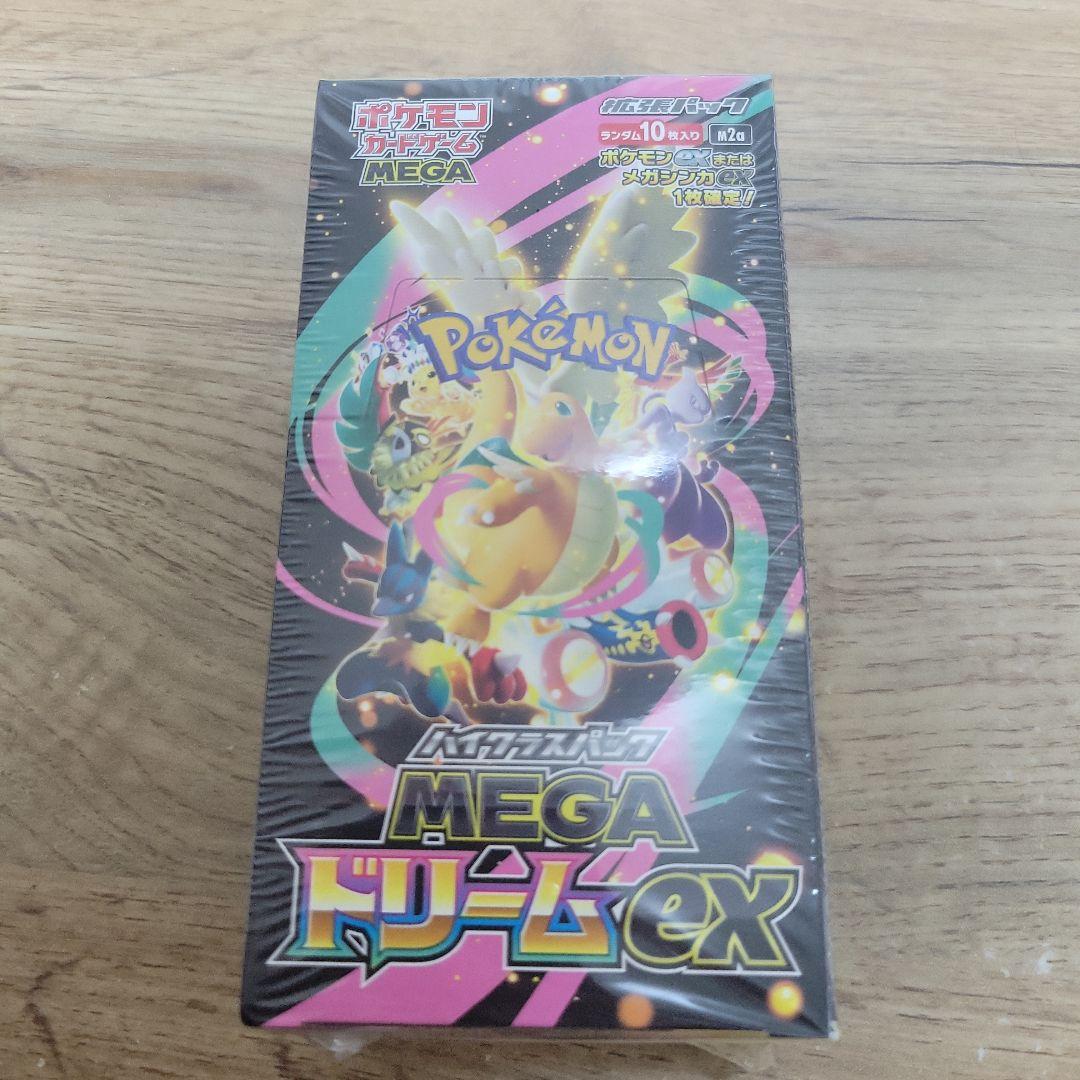 ポケモン
カードゲーム
MEGA
拡張パック
ランダム10枚入り M2a
ポケモンexまたは
メガシンカex
1枚確定!
POKéMON
ハイクラスパック
MEGA
ドリームex